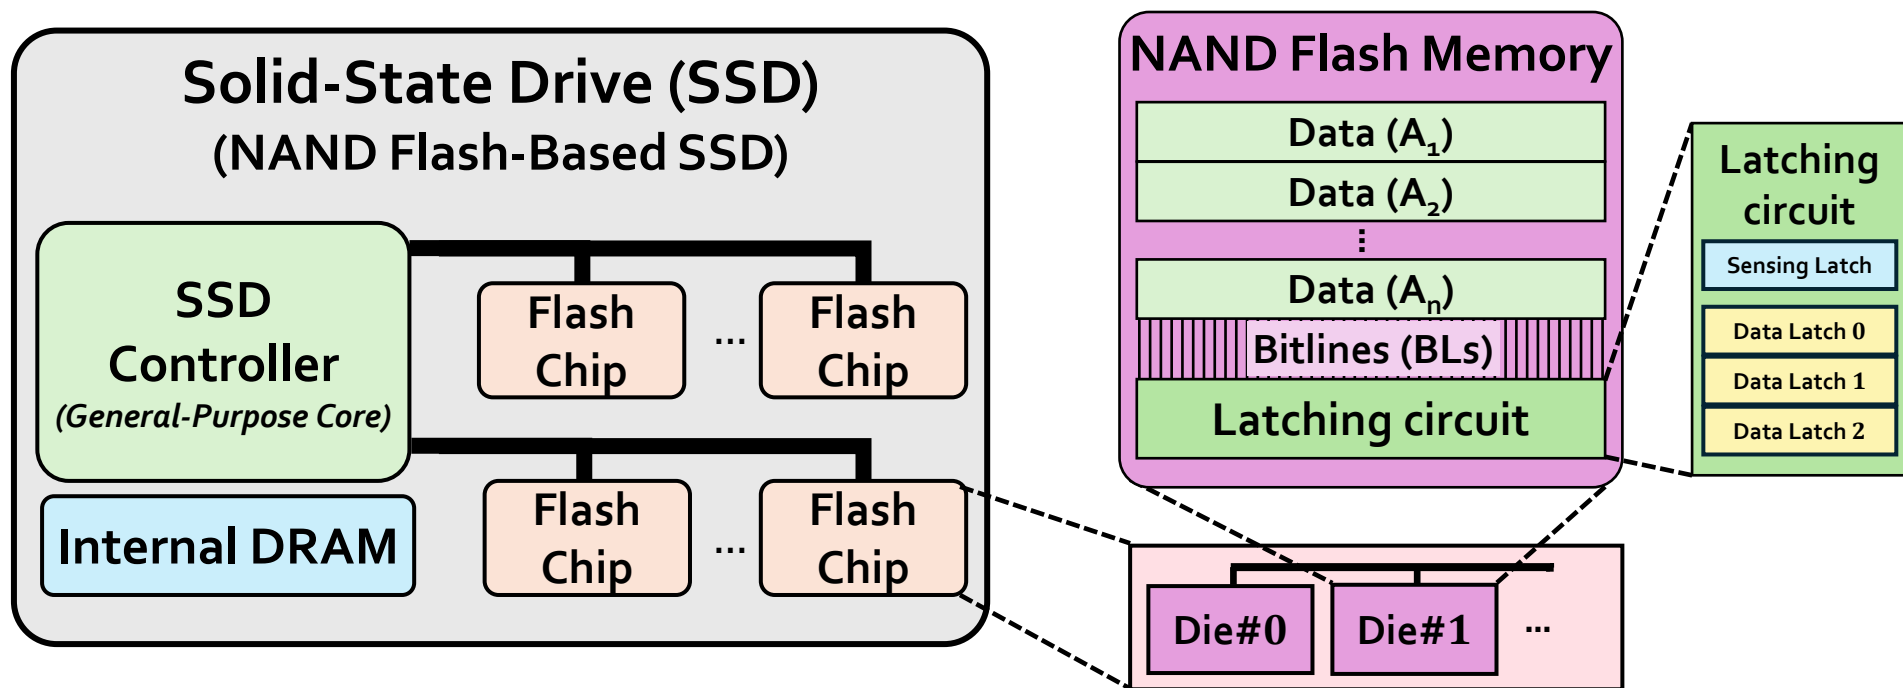 Solid-State Drive (SSD)
(NAND Flash-Based SSD)
SSD
Controller
(General-Purpose Core)
Internal DRAM
Flash
Chip
...
Flash
Chip
Flash
Chip
...
Flash
Chip
NAND Flash Memory
Data (A₁)
Data (A₂)
⋮
Data (Aₙ)
Bitlines (BLs)
Latching circuit
Latching
circuit
Sensing Latch
Data Latch 0
Data Latch 1
Data Latch 2
Die#0
Die#1
...